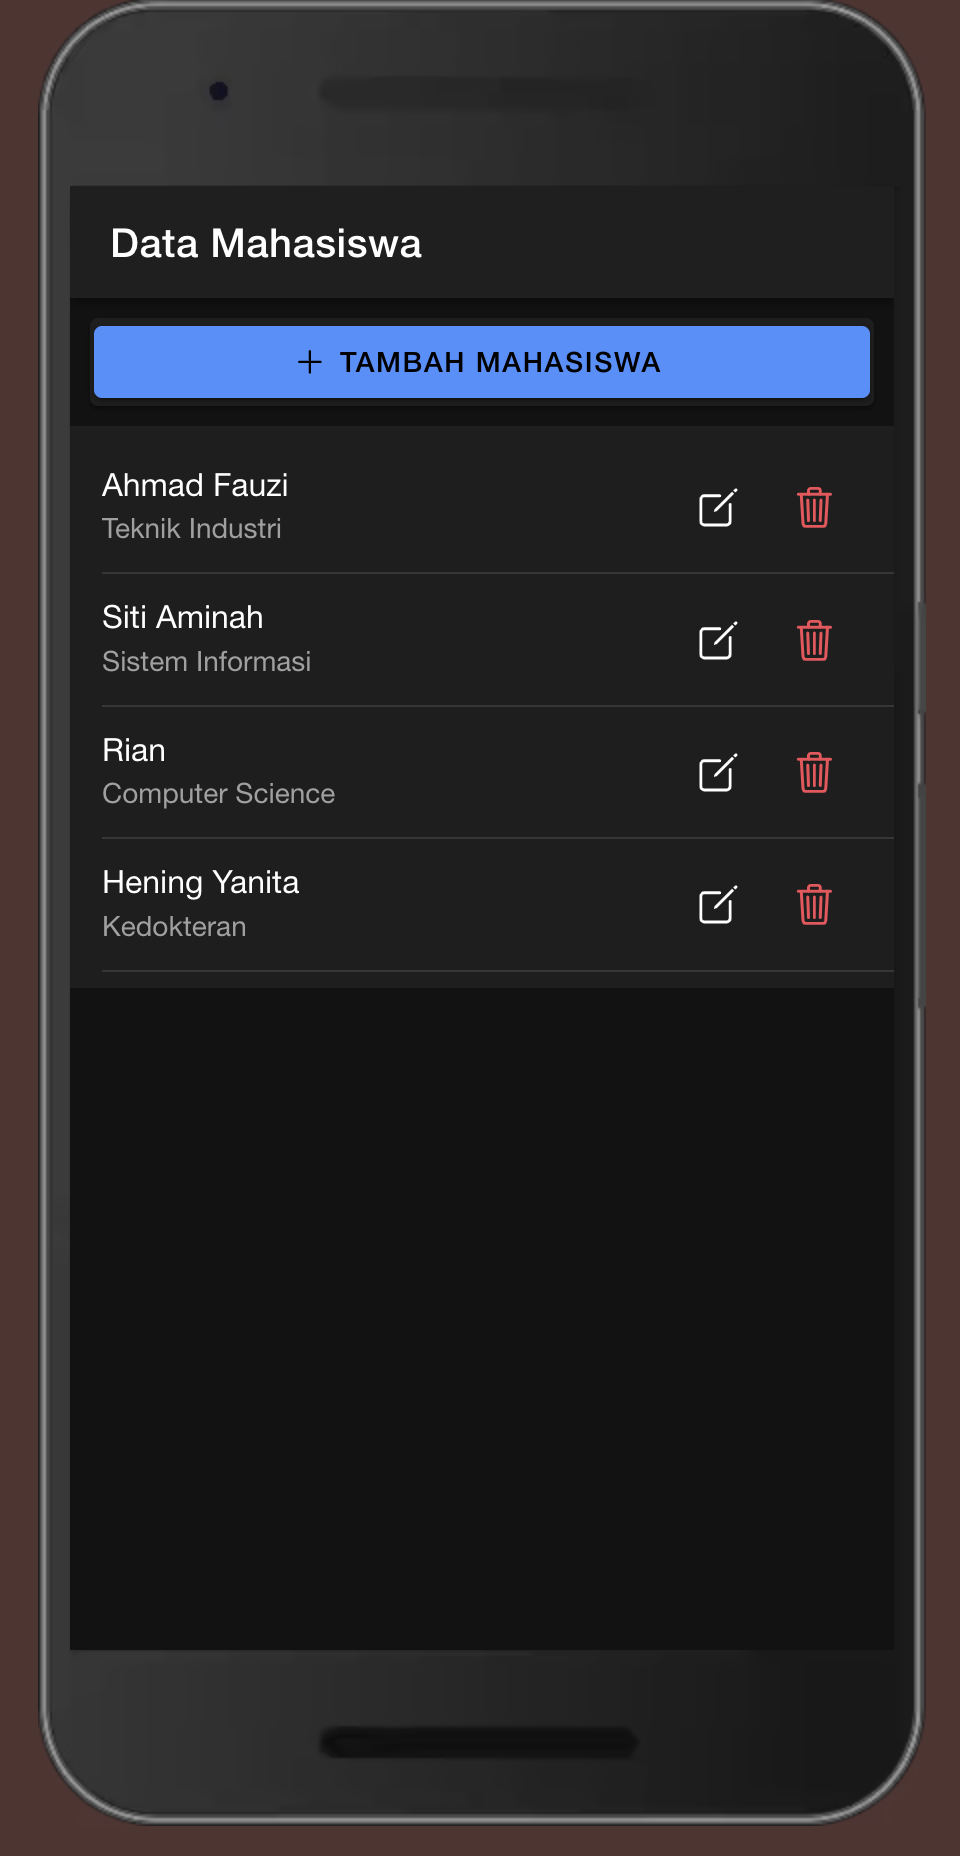 Data Mahasiswa
TAMBAH MAHASISWA
Ahmad Fauzi
Teknik Industri
Siti Aminah
Sistem Informasi
Rian
Computer Science
Hening Yanita
Kedokteran